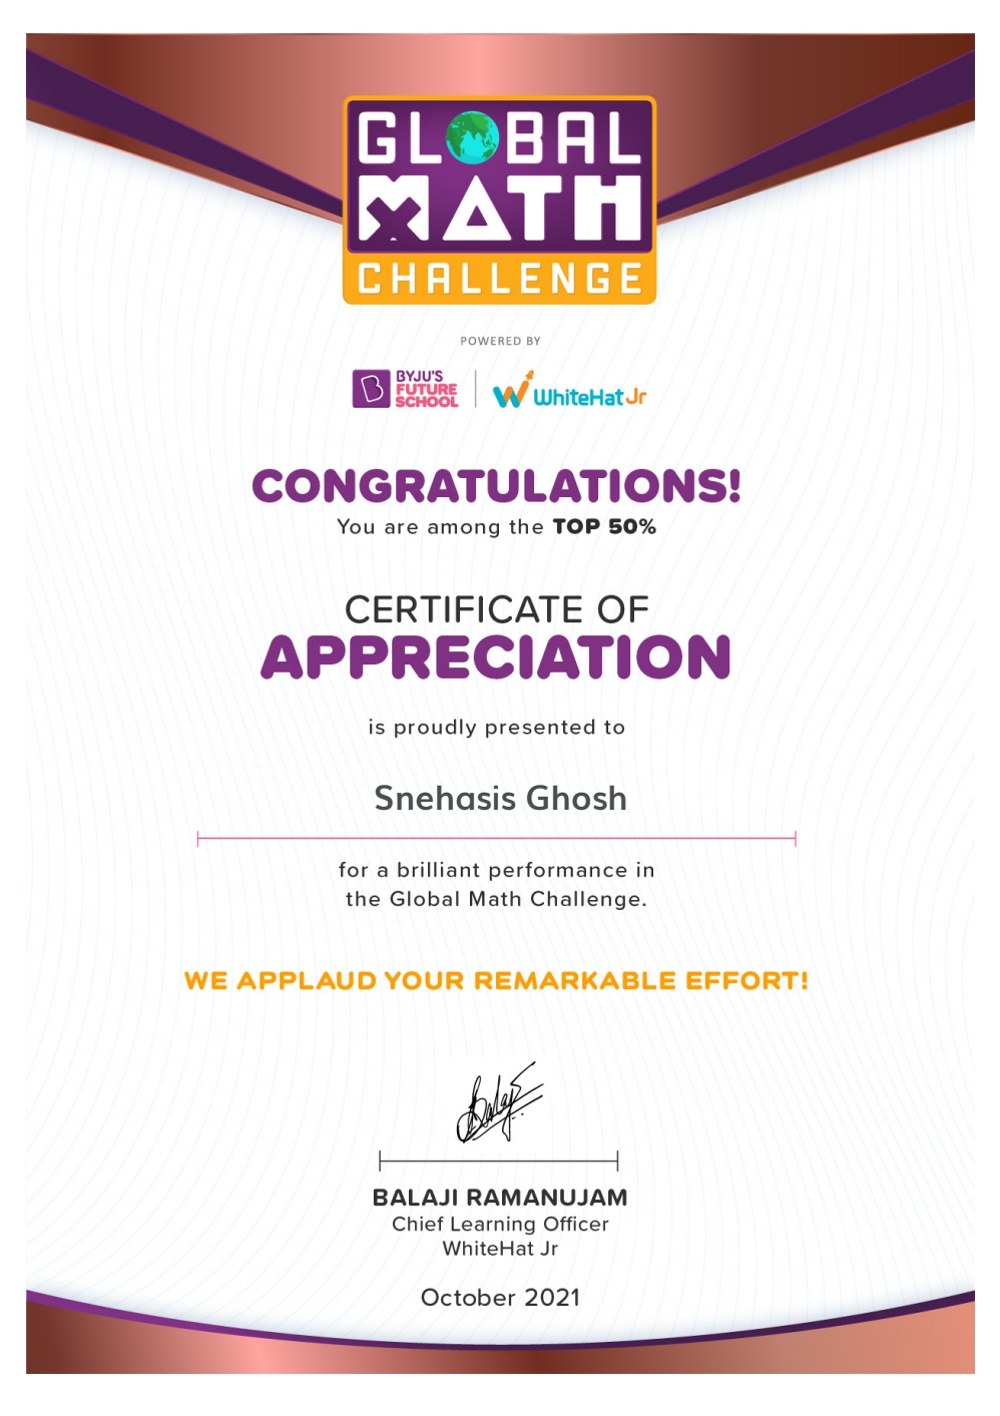 GLOBAL
MATH
CHALLENGE
POWERED BY
BYJU'S
FUTURE
SCHOOL
WhiteHat Jr
CONGRATULATIONS!
You are among the TOP 50%
CERTIFICATE OF
APPRECIATION
is proudly presented to
Snehasis Ghosh
for a brilliant performance in
the Global Math Challenge.
WE APPLAUD YOUR REMARKABLE EFFORT!
Balaji
BALAJI RAMANUJAM
Chief Learning Officer
WhiteHat Jr
October 2021